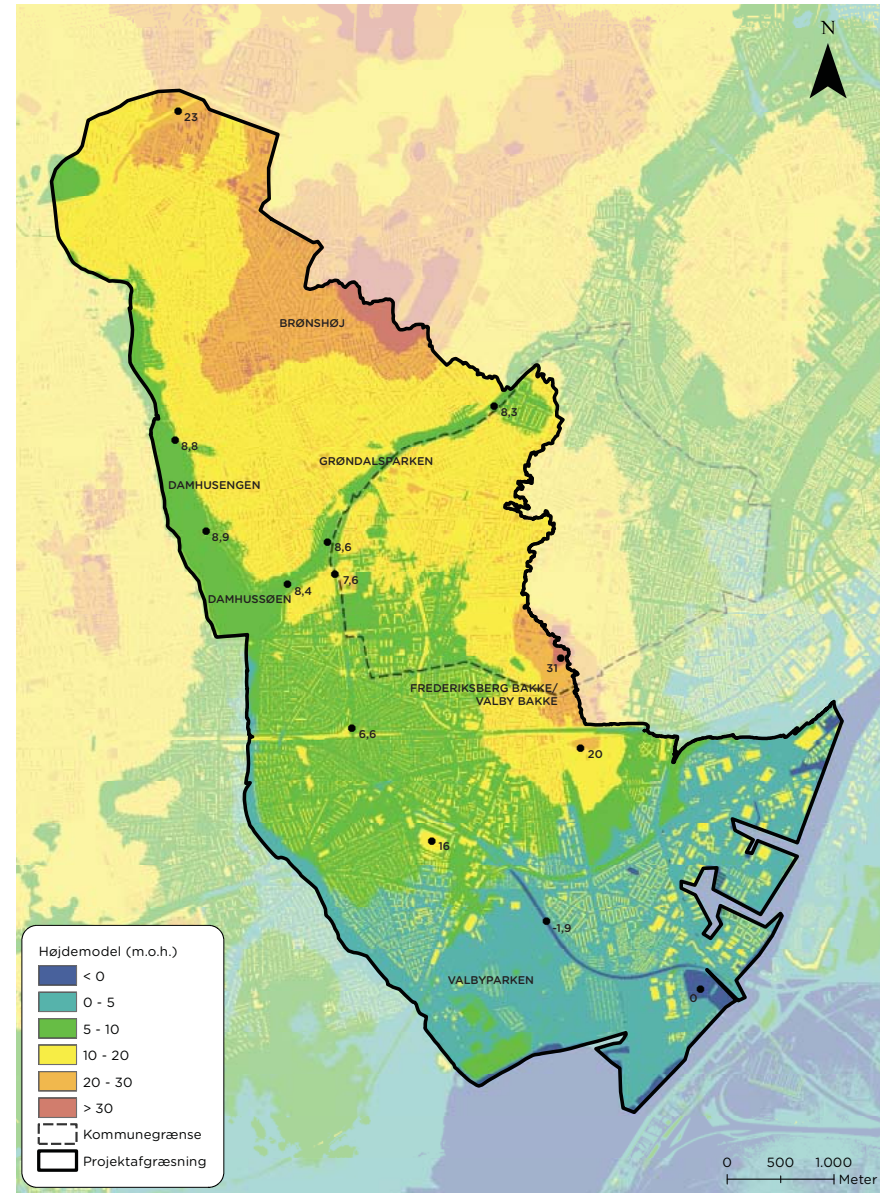 N
23
BRØNSHØJ
8,3
8,8
GRØNDALSPARKEN
DAMHUSENGEN
8,9
8,6
7,6
8,4
DAMHUSSØEN
31
FREDERIKSBERG BAKKE/
VALBY BAKKE
6,6
20
16
-1,9
VALBYPARKEN
0
Højdemodel (m.o.h.)
< 0
0 - 5
5 - 10
10 - 20
20 - 30
> 30
Kommunegrænse
Projektafgræsning
0 500 1.000
Meter